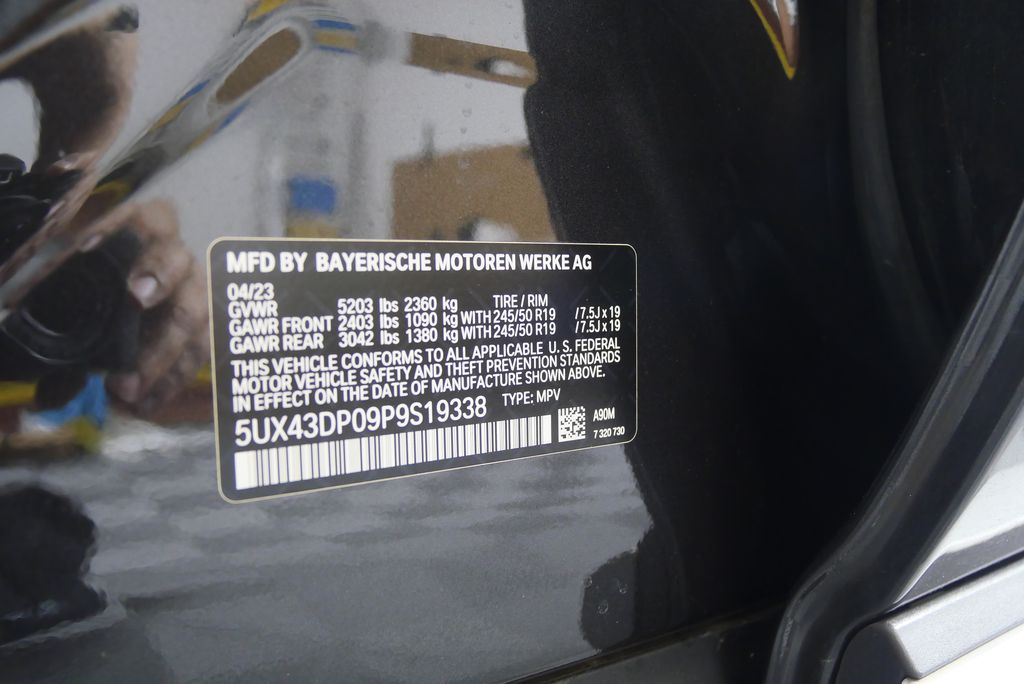 MFD BY BAYERISCHE MOTOREN WERKE AG
04/23
GVWR 5203 lbs 2360 kg TIRE / RIM
GAWR FRONT 2403 lbs 1090 kg WITH 245/50 R19 / 7.5J x 19
GAWR REAR 3042 lbs 1380 kg WITH 245/50 R19 / 7.5J x 19
THIS VEHICLE CONFORMS TO ALL APPLICABLE U. S. FEDERAL
MOTOR VEHICLE SAFETY AND THEFT PREVENTION STANDARDS
IN EFFECT ON THE DATE OF MANUFACTURE SHOWN ABOVE.
5UX43DP09P9S19338 TYPE: MPV
A90M
7 320 730